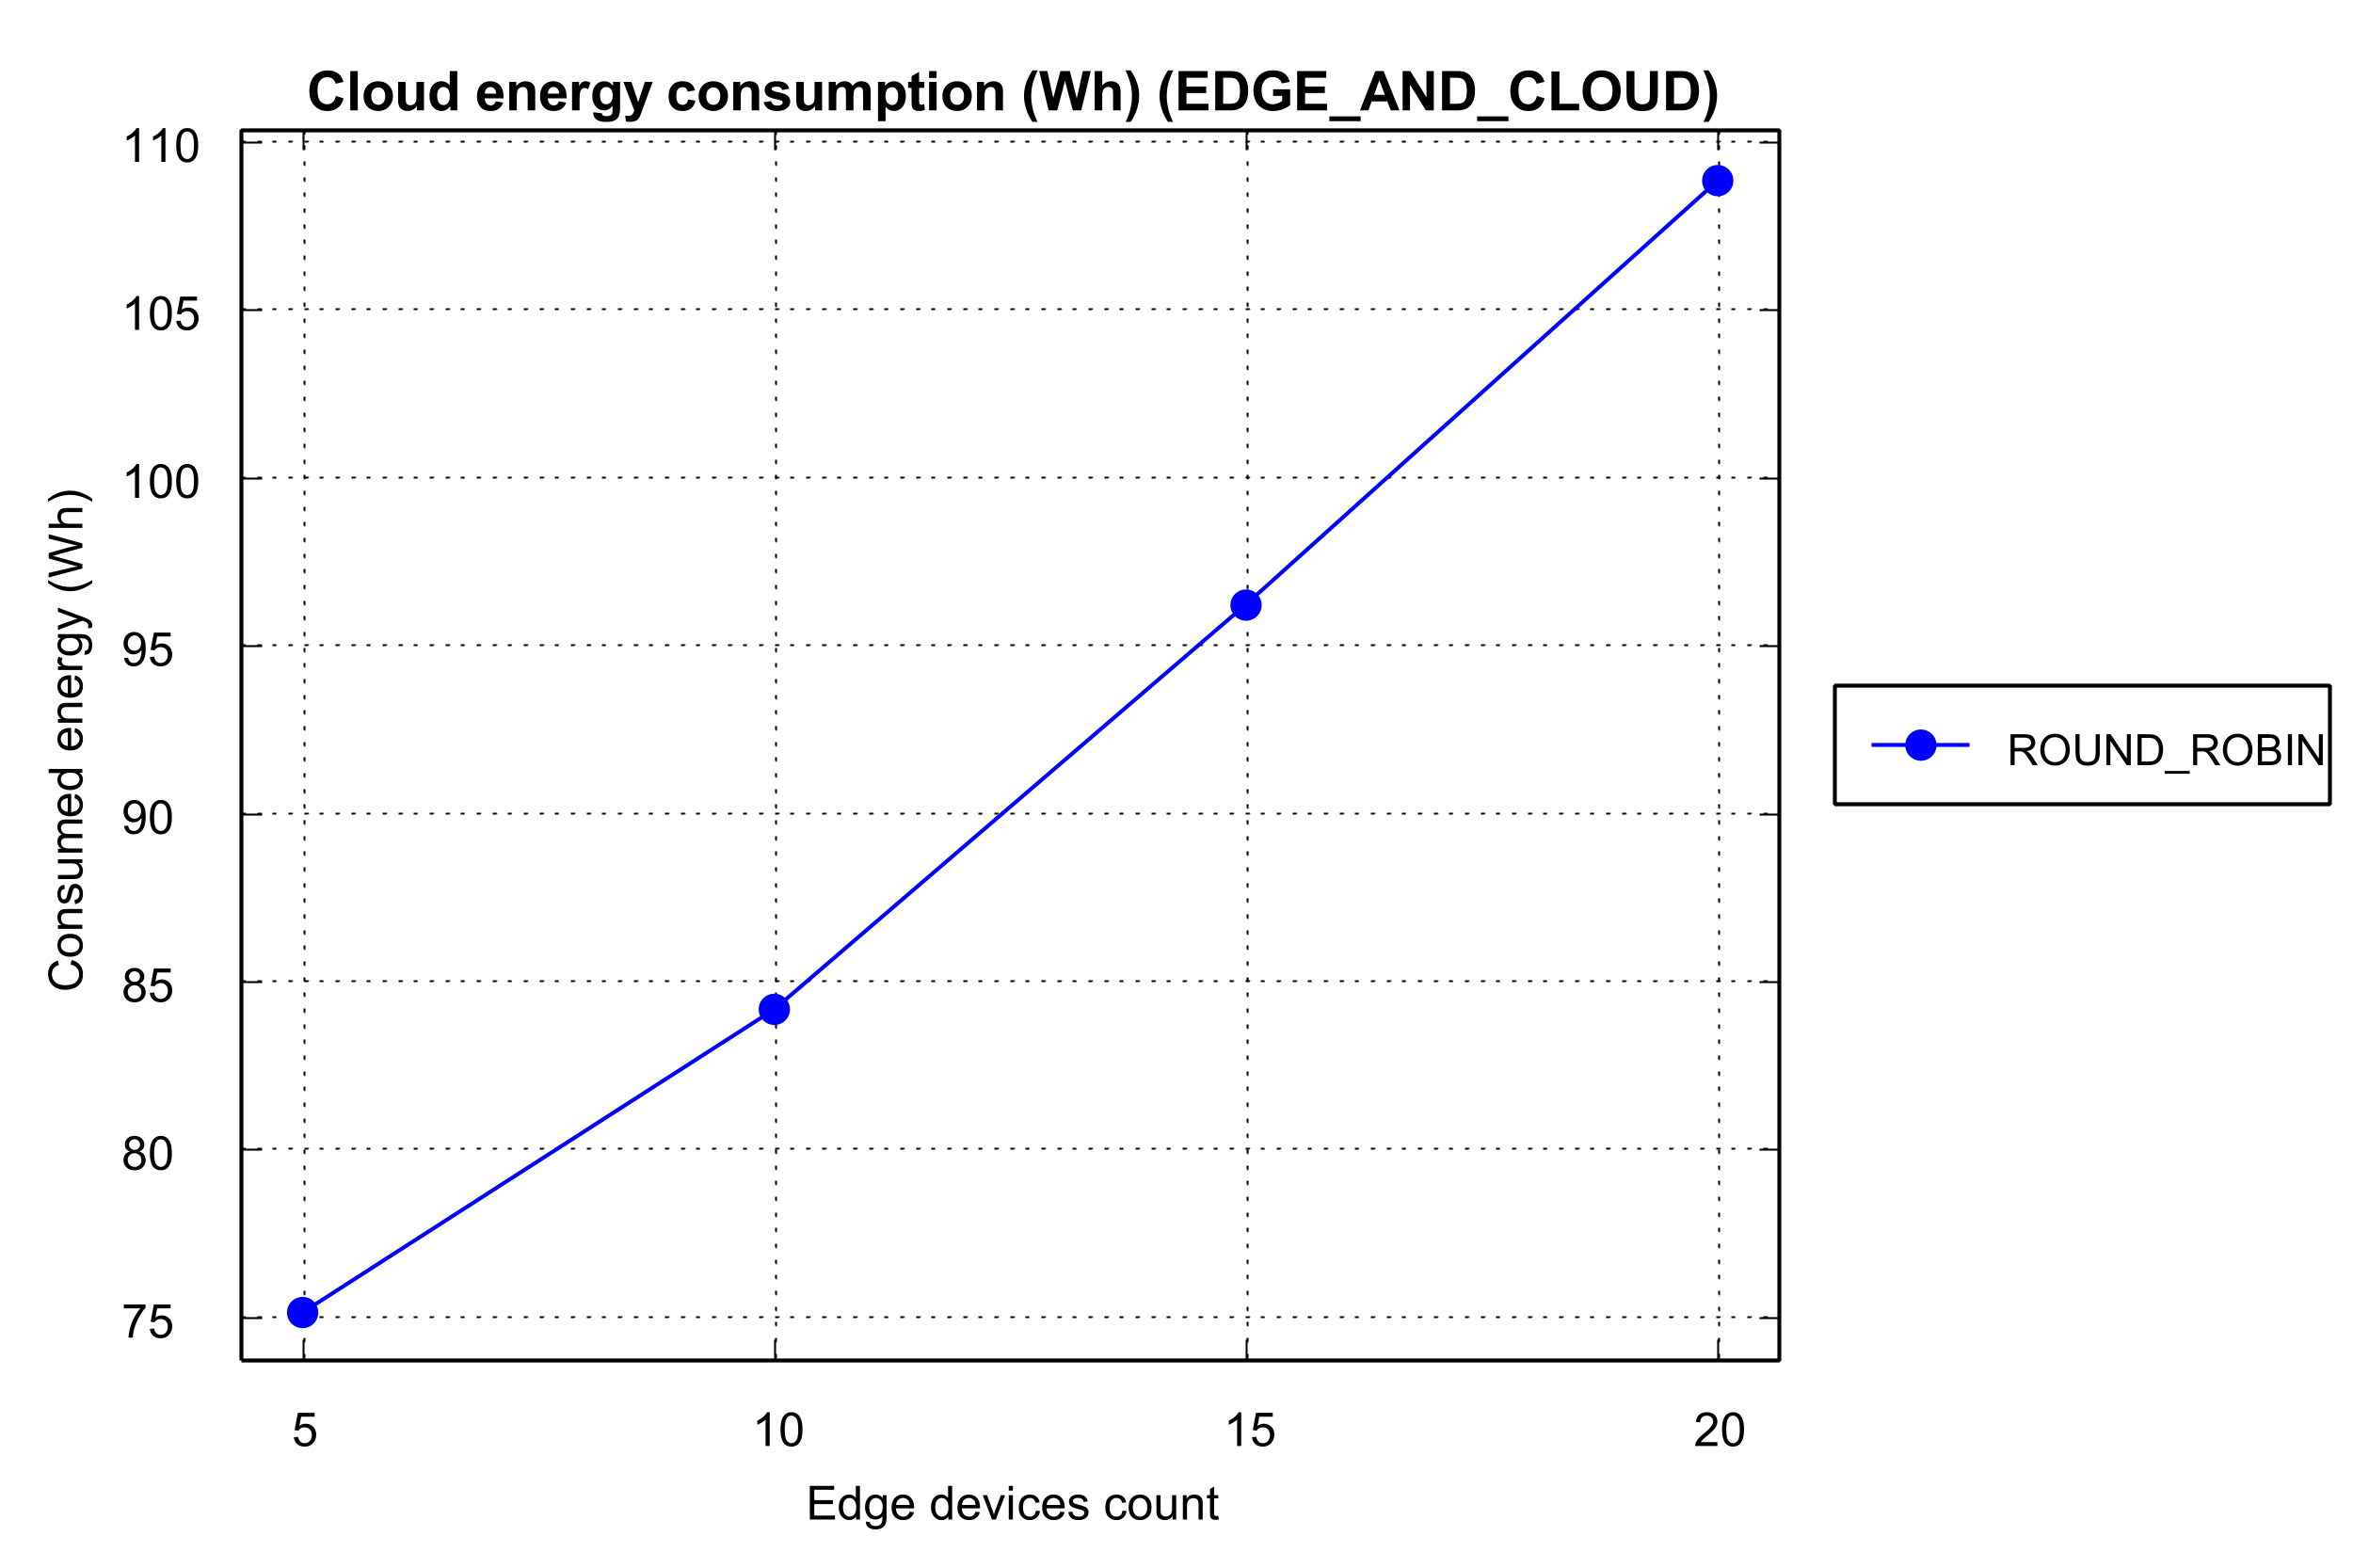 Cloud energy consumption (Wh) (EDGE_AND_CLOUD)
110
105
100
95
90
85
80
75
Consumed energy (Wh)
5 10 15 20
Edge devices count
ROUND_ROBIN